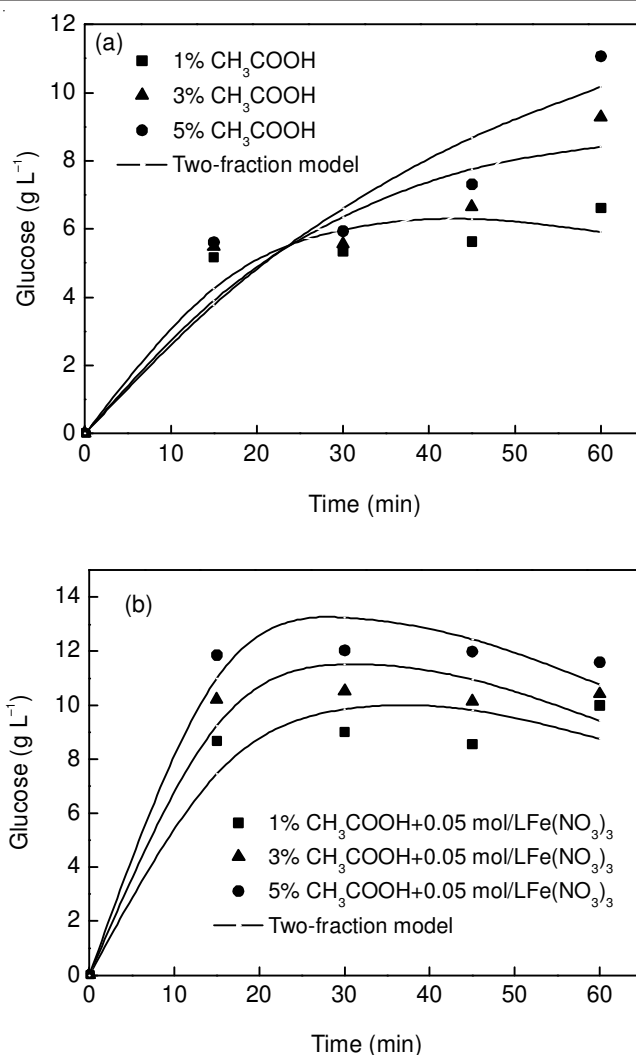 (a)
1% CH₃COOH
3% CH₃COOH
5% CH₃COOH
Two-fraction model
Glucose (g L⁻¹)
12
10
8
6
4
2
0
0 10 20 30 40 50 60
Time (min)
(b)
1% CH₃COOH+0.05 mol/LFe(NO₃)₃
3% CH₃COOH+0.05 mol/LFe(NO₃)₃
5% CH₃COOH+0.05 mol/LFe(NO₃)₃
Two-fraction model
Glucose (g L⁻¹)
14
12
10
8
6
4
2
0
0 10 20 30 40 50 60
Time (min)